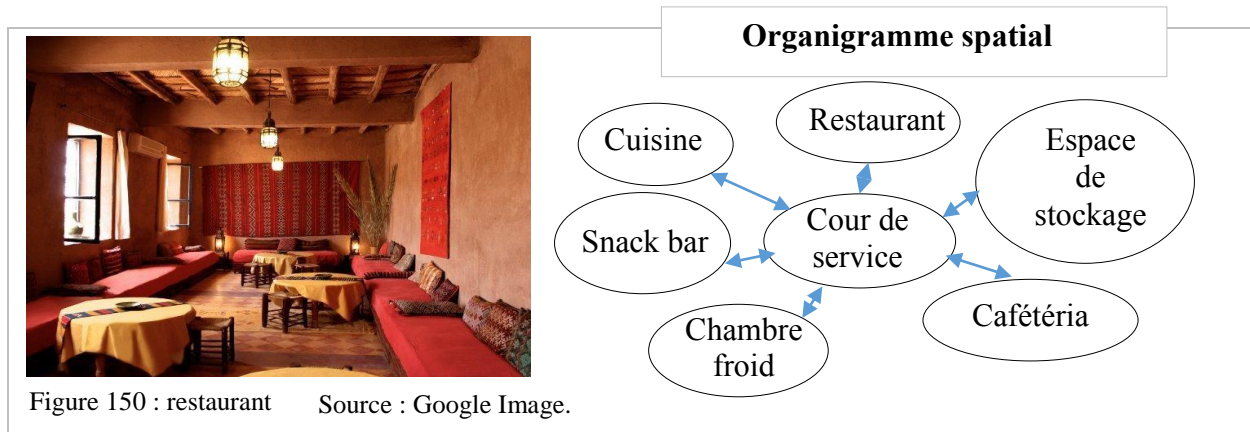 Organigramme spatial
Restaurant
Cuisine
Espace
de
stockage
Snack bar
Cour de
service
Cafétéria
Chambre
froid
Figure 150 : restaurant Source : Google Image.